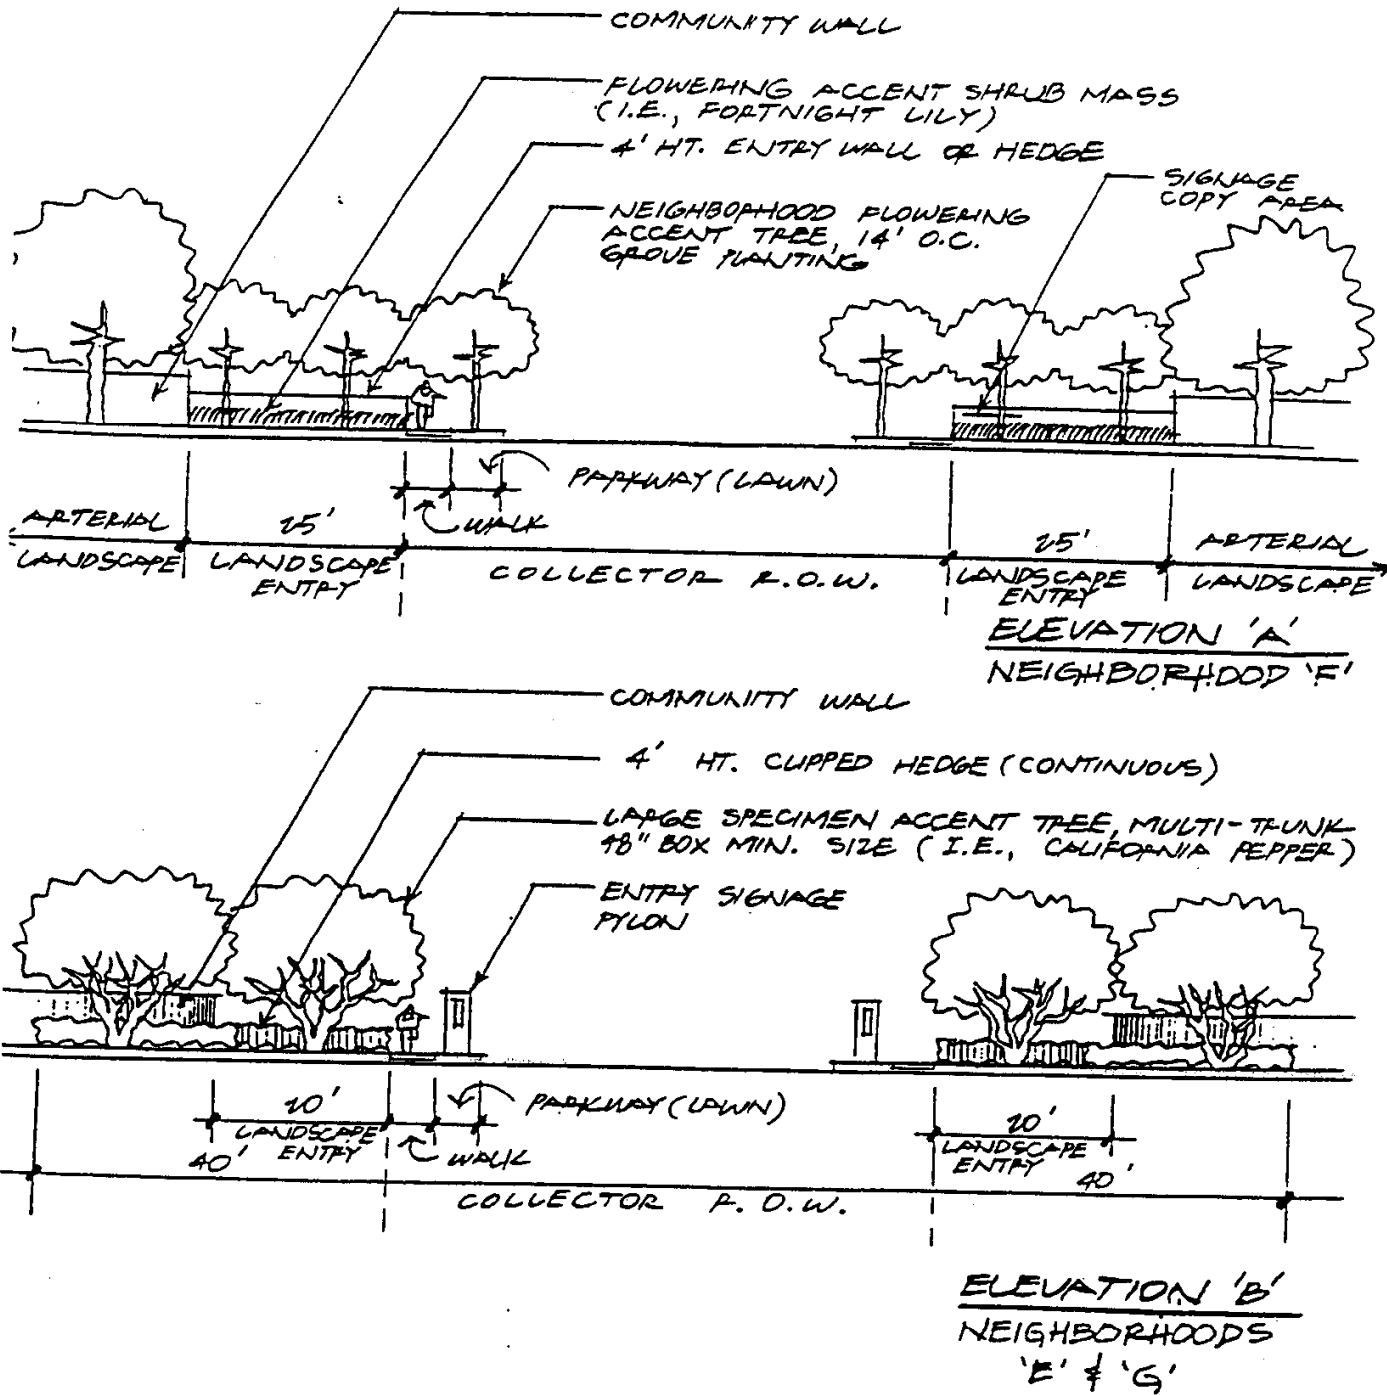 COMMUNITY WALL
FLOWERING ACCENT SHRUB MASS
(I.E., FORTNIGHT LILY)
4' HT. ENTRY WALL OR HEDGE
SIGNAGE
COPY AREA
NEIGHBORHOOD FLOWERING
ACCENT TREE, 14' O.C.
GROVE PLANTING
PARKWAY (LAWN)
WALK
ARTERIAL
LANDSCAPE
25'
LANDSCAPE
ENTRY
COLLECTOR R.O.W.
25'
LANDSCAPE
ENTRY
ARTERIAL
LANDSCAPE
ELEVATION 'A'
NEIGHBORHOOD 'F'
COMMUNITY WALL
4' HT. CLIPPED HEDGE (CONTINUOUS)
LARGE SPECIMEN ACCENT TREE, MULTI-TRUNK
48" BOX MIN. SIZE (I.E., CALIFORNIA PEPPER)
ENTRY SIGNAGE
PYLON
PARKWAY (LAWN)
20'
LANDSCAPE
ENTRY
WALK
40'
20'
LANDSCAPE
ENTRY
40'
COLLECTOR R.O.W.
ELEVATION 'B'
NEIGHBORHOODS
'E' & 'G'